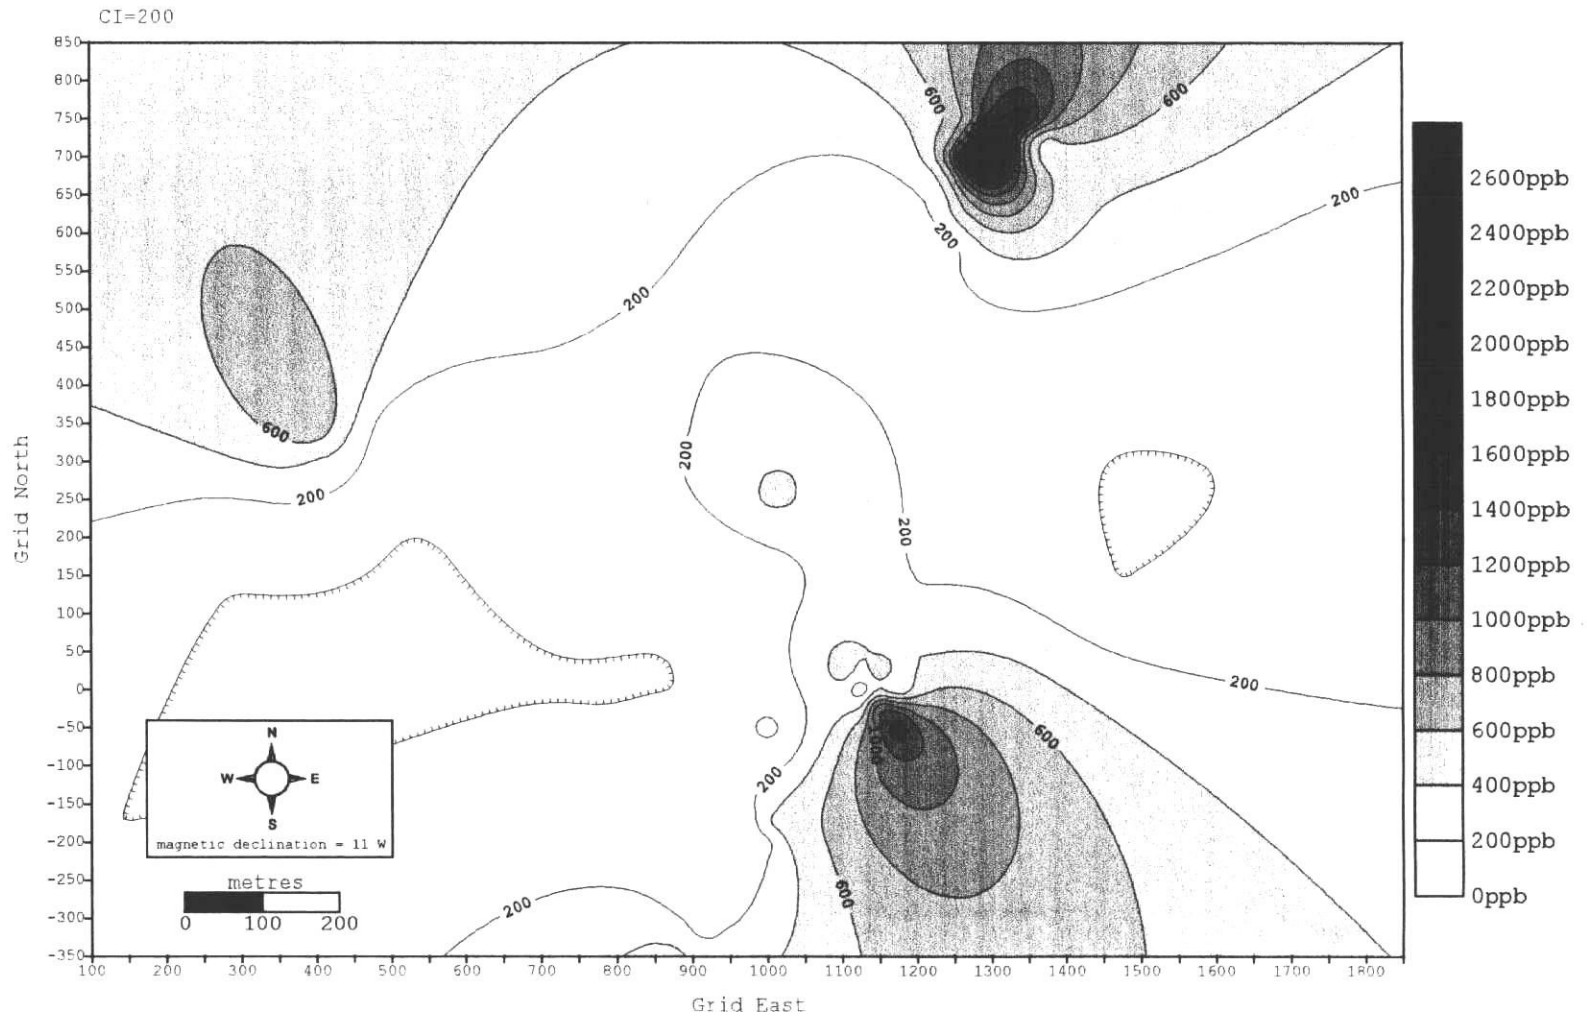 CI=200
850
800
750
700
650
600
550
500
450
400
350
300
250
200
150
100
50
0
-50
-100
-150
-200
-250
-300
-350
Grid North
600
600
200
200
200
600
200
200
200
200
600
1000
200
600
200
N
W E
S
magnetic declination = 11 W
metres
0 100 200
100 200 300 400 500 600 700 800 900 1000 1100 1200 1300 1400 1500 1600 1700 1800
Grid East
2600ppb
2400ppb
2200ppb
2000ppb
1800ppb
1600ppb
1400ppb
1200ppb
1000ppb
800ppb
600ppb
400ppb
200ppb
0ppb